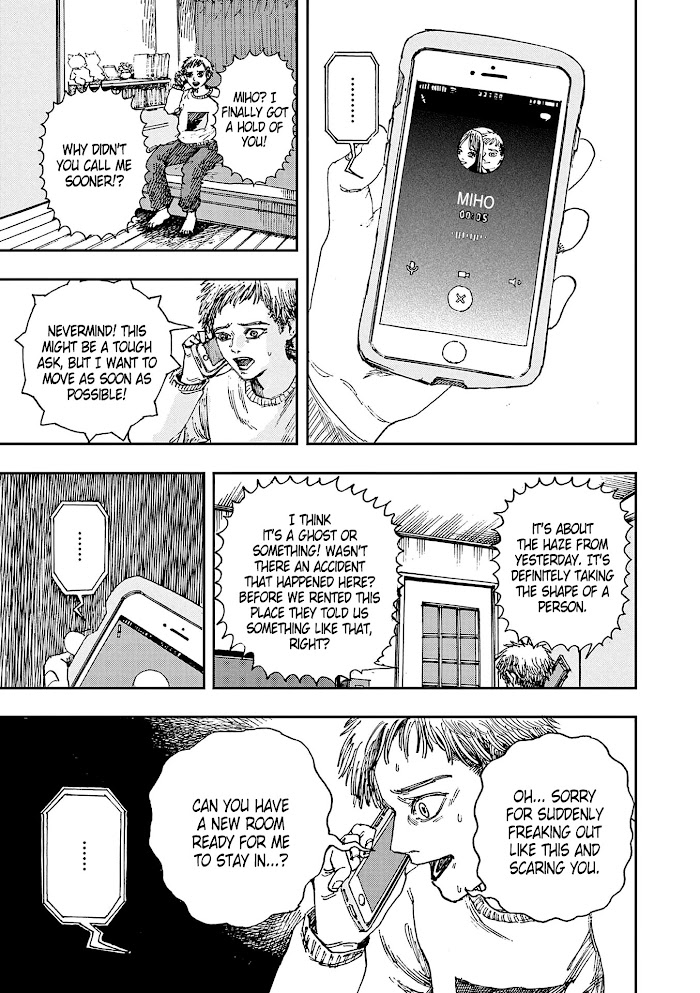 ......
MIHO
00:05
MIHO? I
FINALLY GOT
A HOLD OF
YOU!
WHY DIDN'T
YOU CALL ME
SOONER!?
NEVERMIND! THIS
MIGHT BE A TOUGH
ASK, BUT I WANT TO
MOVE AS SOON AS
POSSIBLE!
IT'S ABOUT
THE HAZE FROM
YESTERDAY. IT'S
DEFINITELY TAKING
THE SHAPE OF A
PERSON.
I THINK
IT'S A GHOST OR
SOMETHING! WASN'T
THERE AN ACCIDENT
THAT HAPPENED HERE?
BEFORE WE RENTED THIS
PLACE THEY TOLD US
SOMETHING LIKE THAT,
RIGHT?
......
OH... SORRY
FOR SUDDENLY
FREAKING OUT
LIKE THIS AND
SCARING YOU.
CAN YOU HAVE
A NEW ROOM
READY FOR ME
TO STAY IN...?
......